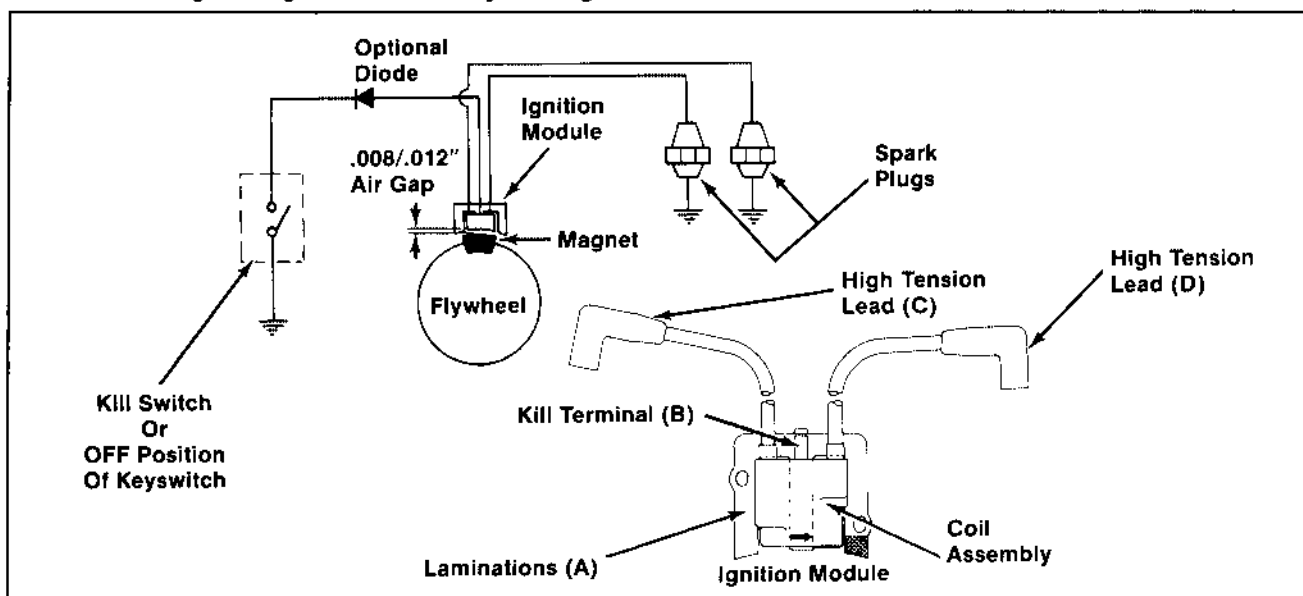 Optional
Diode
Ignition
Module
.008/.012"
Air Gap
Spark
Plugs
Magnet
Flywheel
High Tension
Lead (C)
High Tension
Lead (D)
Kill Switch
Or
OFF Position
Of Keyswitch
Kill Terminal (B)
Laminations (A)
Coil
Assembly
Ignition Module